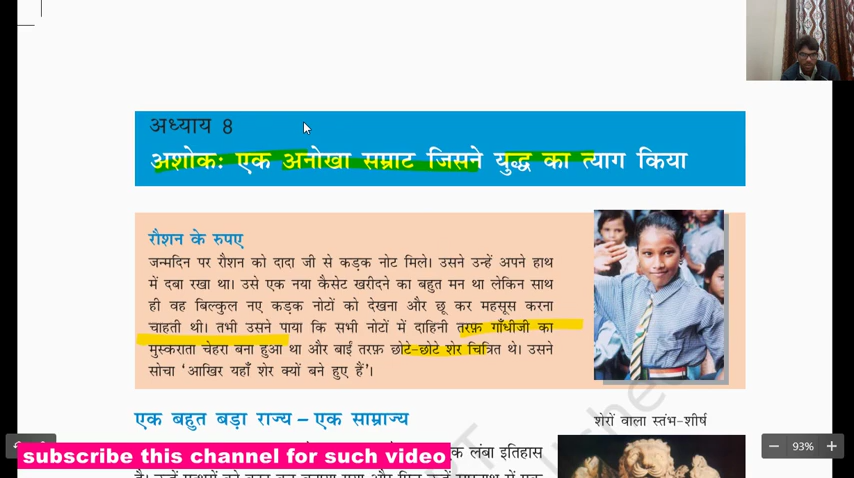 अध्याय 8
अशोकः एक अनोखा सम्राट जिसने युद्ध का त्याग किया
रौशन के रुपए
जन्मदिन पर रौशन को दादा जी से कड़क नोट मिले। उसने उन्हें अपने हाथ
में दबा रखा था। उसे एक नया कैसेट खरीदने का बहुत मन था लेकिन साथ
ही वह बिल्कुल नए कड़क नोटों को देखना और छू कर महसूस करना
चाहती थी। तभी उसने पाया कि सभी नोटों में दाहिनी तरफ़ गाँधीजी का
मुस्कराता चेहरा बना हुआ था और बाईं तरफ़ छोटे-छोटे शेर चित्रित थे। उसने
सोचा ‘आखिर यहाँ शेर क्यों बने हुए हैं’।
एक बहुत बड़ा राज्य – एक साम्राज्य
शेरों वाला स्तंभ-शीर्ष
क लंबा इतिहास
subscribe this channel for such video
93%